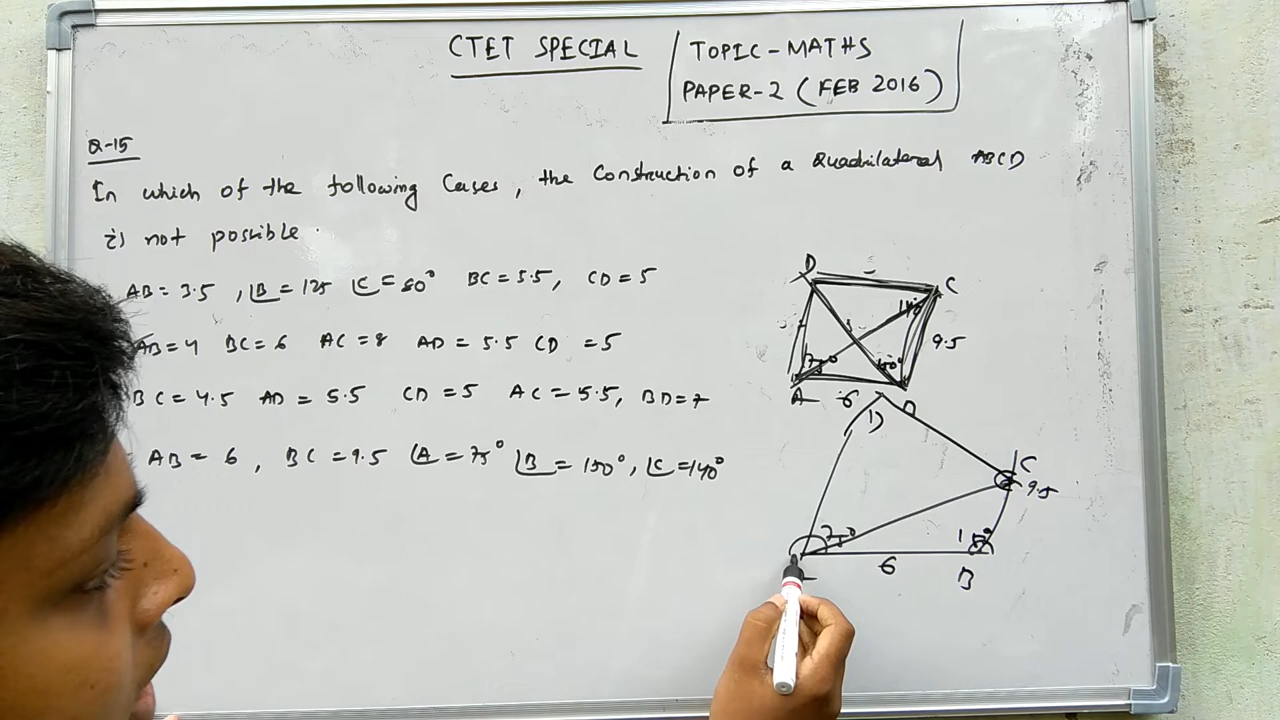 CTET SPECIAL
TOPIC-MATHS
PAPER-2 (FEB 2016)
Q-15
In which of the following Cases, the Construction of a Quadrilateral ABCD
is not possible.
AB=3.5, ∠B=125 ∠C=80° BC=5.5, CD=5
AB=4 BC=6 AC=8 AD=5.5 CD=5
BC=4.5 AD=5.5 CD=5 AC=5.5, BD=7
AB=6, BC=9.5 ∠A=75° ∠B=150°, ∠C=140°
D
C
9.5
A
6
D
C
9.5
75°
6
B